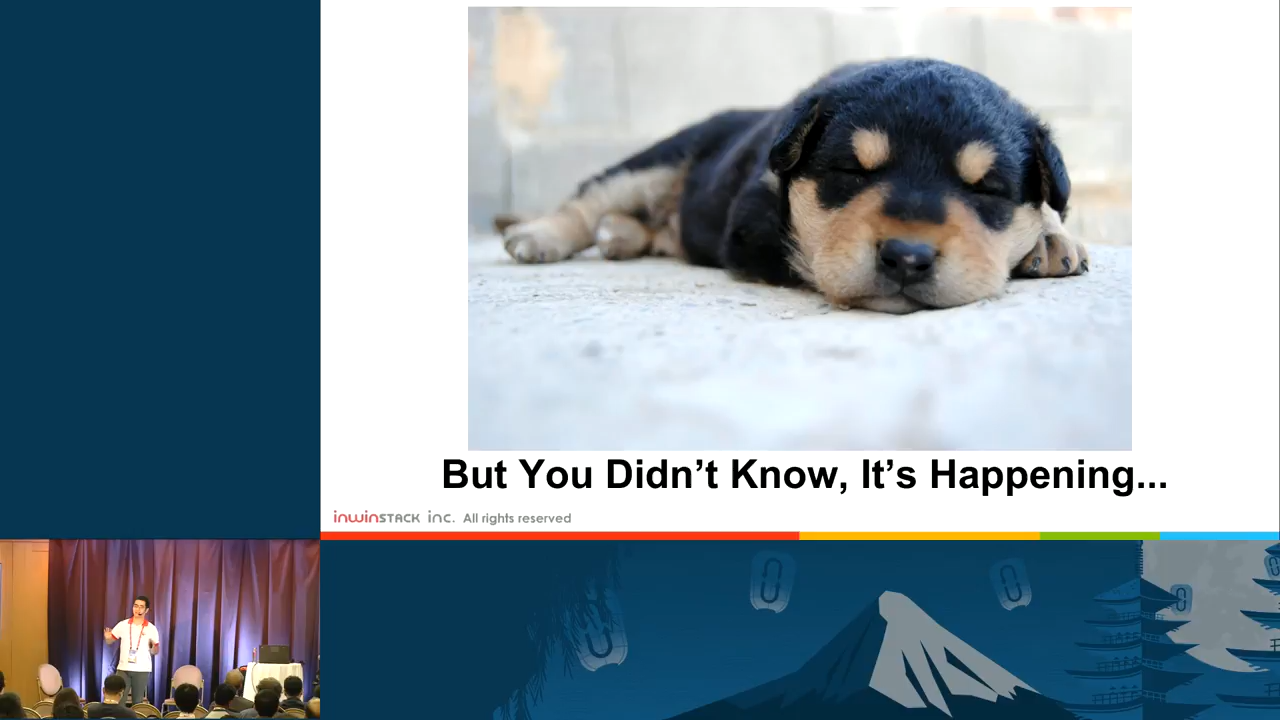 But You Didn’t Know, It’s Happening...
inwinSTACK inc. All rights reserved